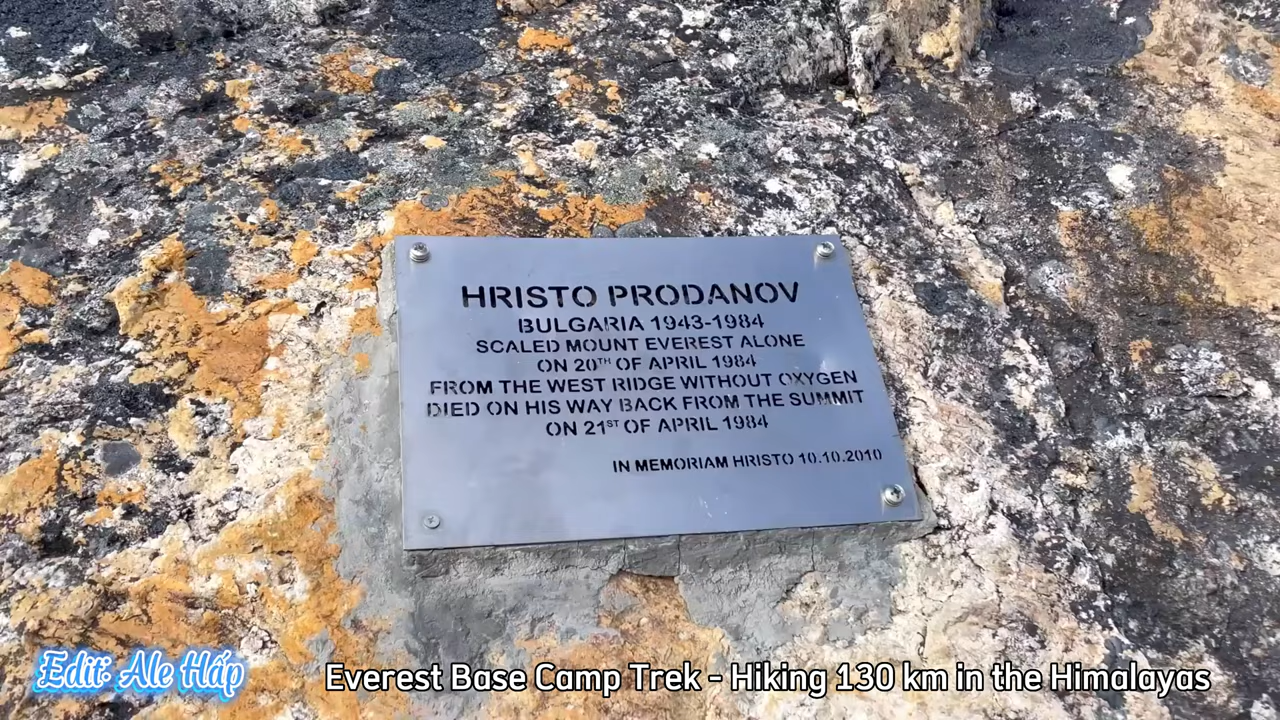 HRISTO PRODANOV
BULGARIA 1943-1984
SCALED MOUNT EVEREST ALONE
ON 20TH OF APRIL 1984
FROM THE WEST RIDGE WITHOUT OXYGEN
DIED ON HIS WAY BACK FROM THE SUMMIT
ON 21ST OF APRIL 1984
IN MEMORIAM HRISTO 10.10.2010
Edit: Ale Hấp
Everest Base Camp Trek - Hiking 130 km in the Himalayas